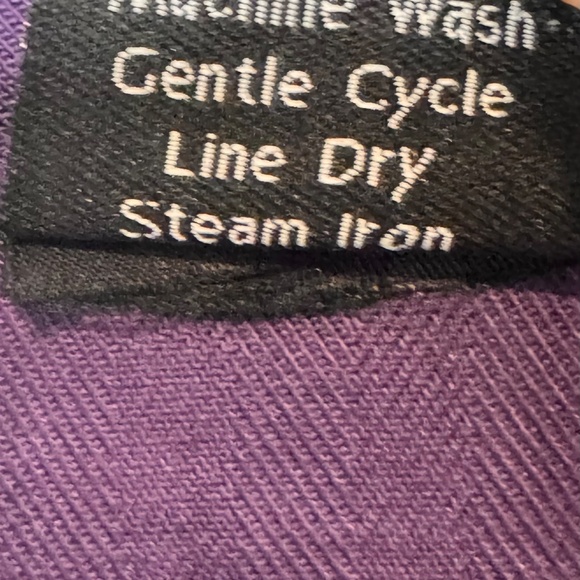 Machine Wash
Gentle Cycle
Line Dry
Steam Iron